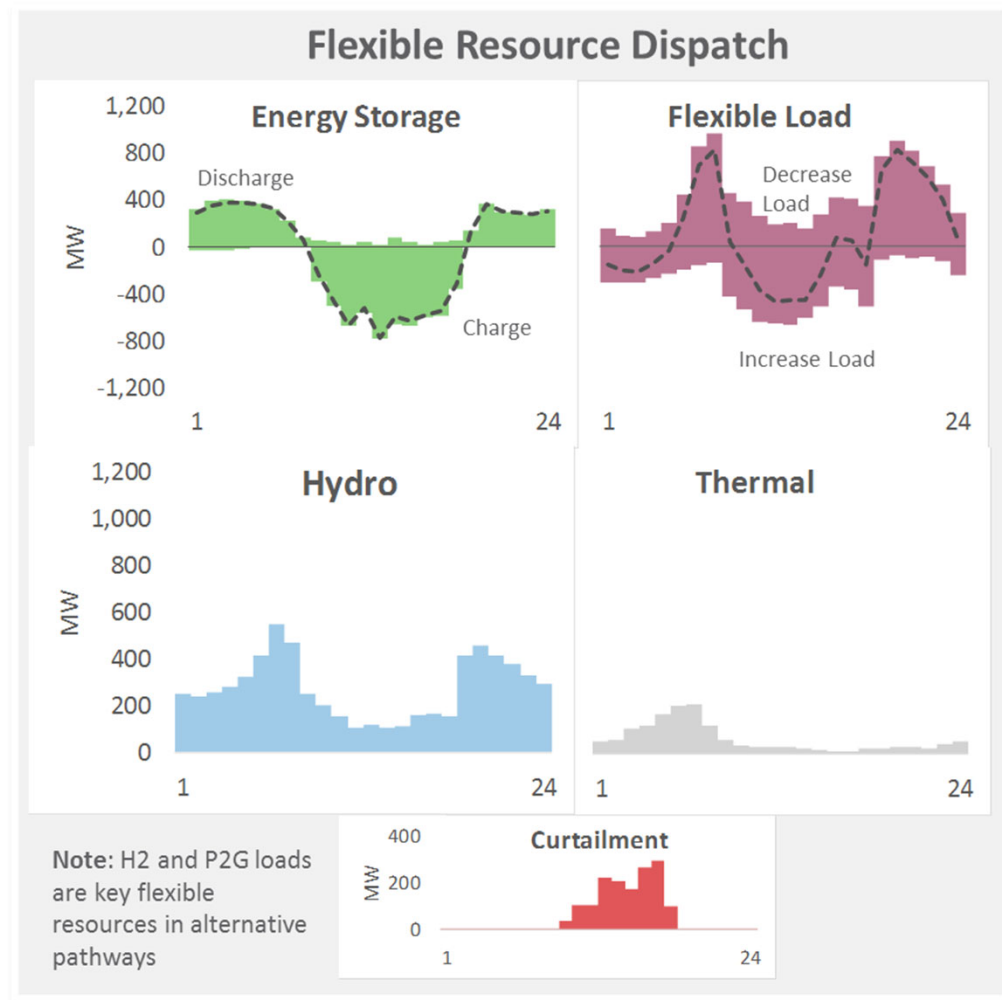 Flexible Resource Dispatch
Energy Storage
1,200
800
400
0
-400
-800
-1,200
MW
Discharge
Charge
1
24
Flexible Load
Decrease
Load
Increase Load
1
24
Hydro
1,200
1,000
800
600
400
200
0
MW
1
24
Thermal
1
24
Note: H2 and P2G loads
are key flexible
resources in alternative
pathways
Curtailment
400
200
0
MW
1
24